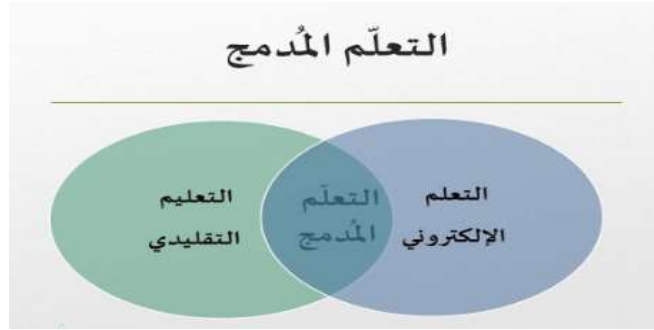 التعلّم المُدمج
التعلم
الإلكتروني
التعلّم
المُدمج
التعليم
التقليدي